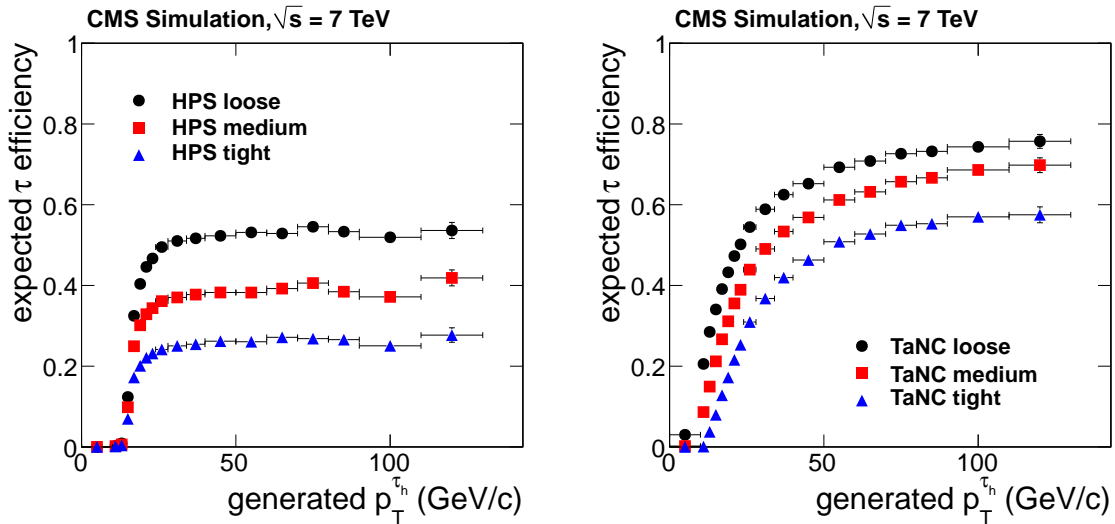 CMS Simulation, √s = 7 TeV
expected τ efficiency
1
0.8
0.6
0.4
0.2
0
HPS loose
HPS medium
HPS tight
0
50
100
generated p_T^{τ_h} (GeV/c)
CMS Simulation, √s = 7 TeV
expected τ efficiency
1
0.8
0.6
0.4
0.2
0
TaNC loose
TaNC medium
TaNC tight
0
50
100
generated p_T^{τ_h} (GeV/c)